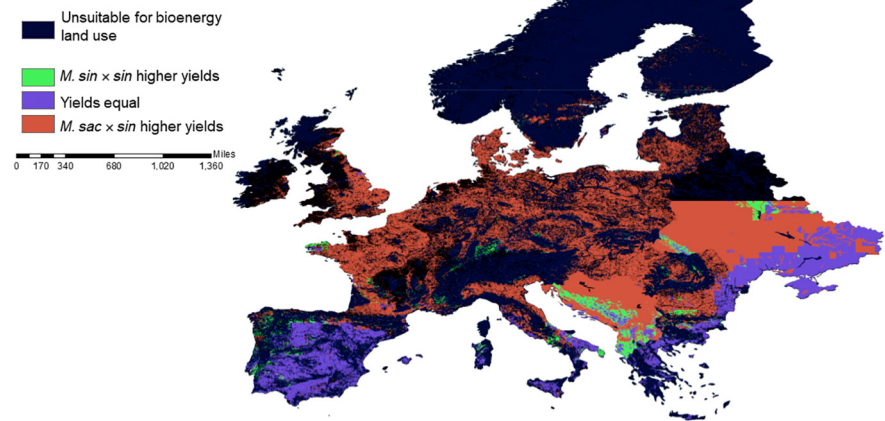 Unsuitable for bioenergy
land use
M. sin × sin higher yields
Yields equal
M. sac × sin higher yields
Miles
0 170 340 680 1,020 1,360